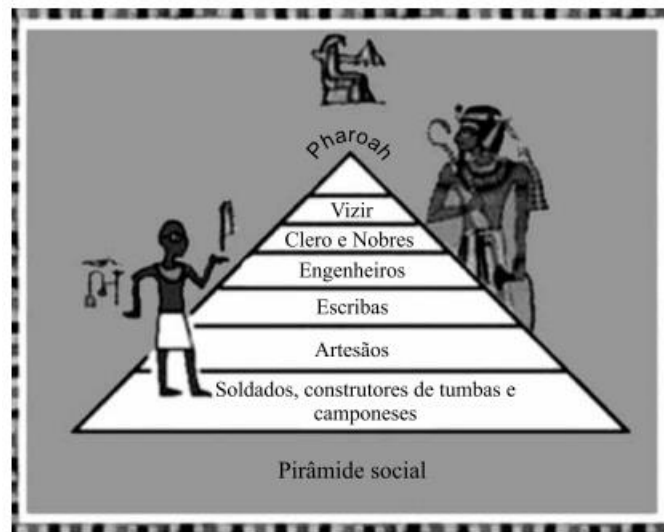 Pharoah
Vizir
Clero e Nobres
Engenheiros
Escribas
Artesãos
Soldados, construtores de tumbas e
camponeses
Pirâmide social